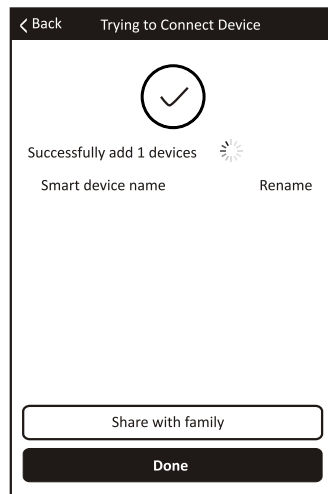 Back Trying to Connect Device
Successfully add 1 devices
Smart device name Rename
Share with family
Done